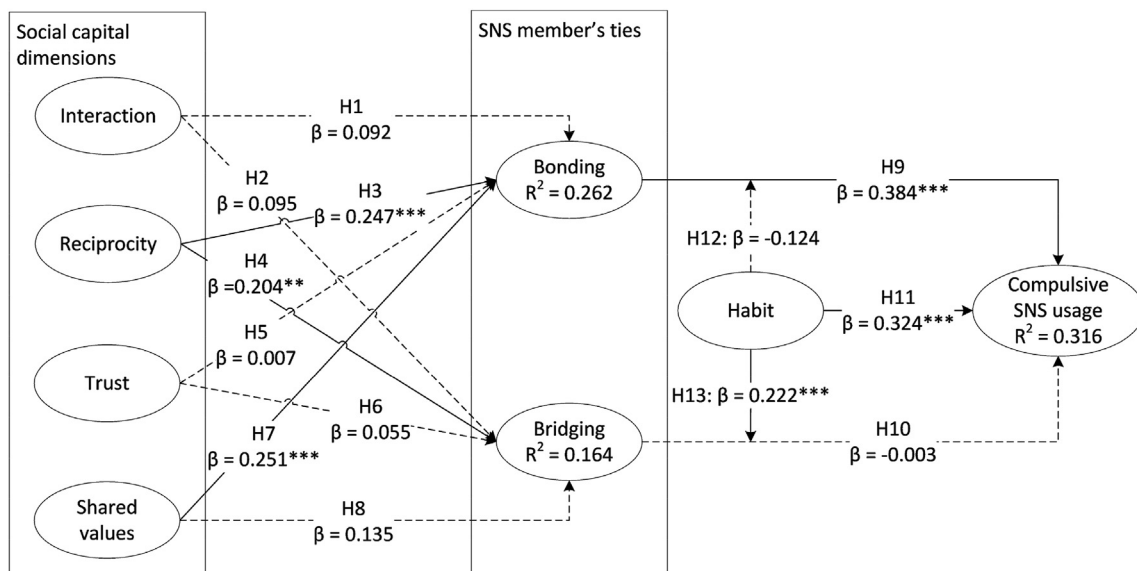 Social capital
dimensions
SNS member's ties
Interaction
H1
β = 0.092
H2
β = 0.095
Bonding
R² = 0.262
H9
β = 0.384***
H3
β = 0.247***
Reciprocity
H12: β = -0.124
H4
β =0.204**
Habit
H11
β = 0.324***
Compulsive
SNS usage
R² = 0.316
H5
β = 0.007
Trust
H13: β = 0.222***
H6
β = 0.055
H7
β = 0.251***
Bridging
R² = 0.164
H10
β = -0.003
Shared
values
H8
β = 0.135